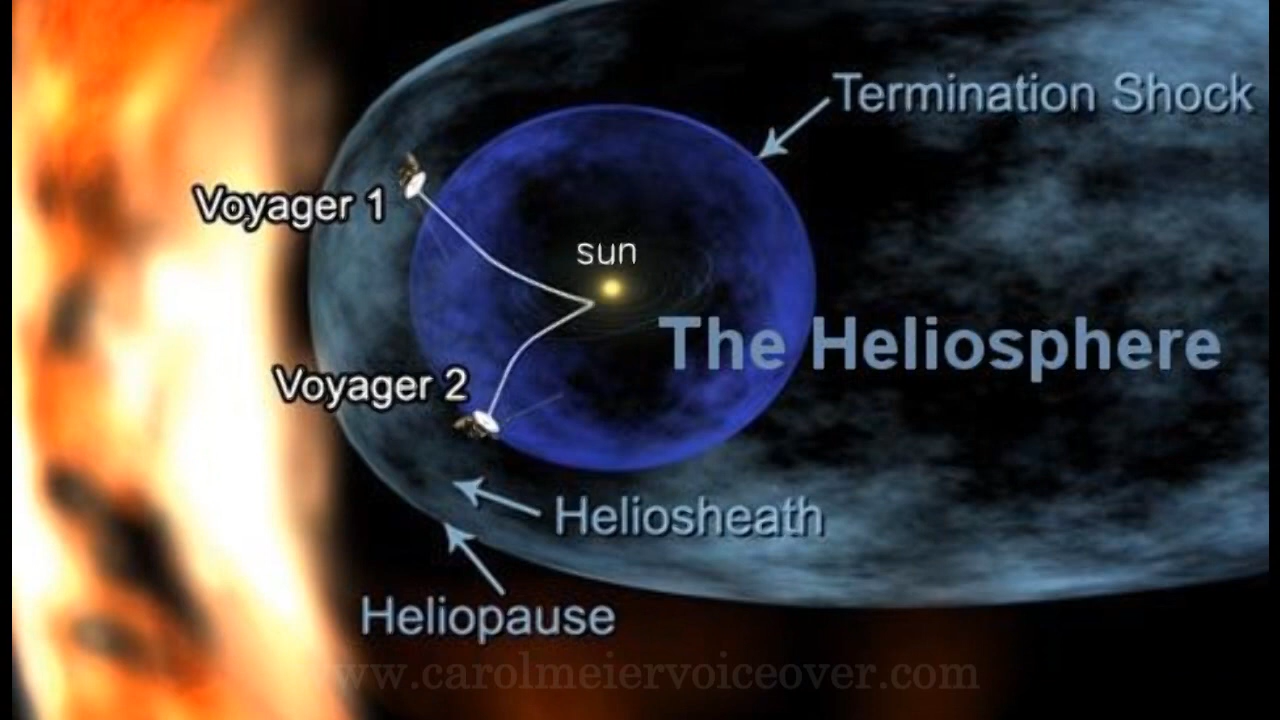 Termination Shock
Voyager 1
sun
The Heliosphere
Voyager 2
Heliosheath
Heliopause
www.carolmeiervoiceover.com